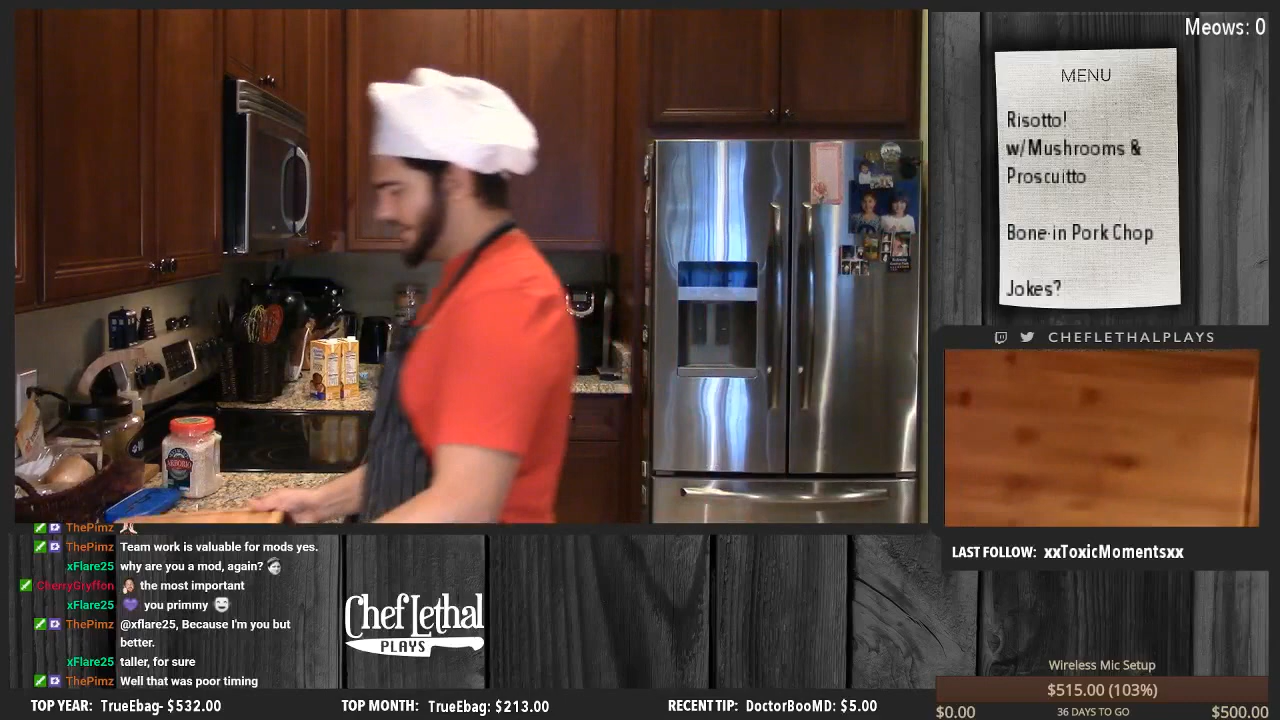 Meows: 0
MENU
Risotto!
w/Mushrooms &
Proscuitto
Bone-in Pork Chop
Jokes?
CHEFLETHALPLAYS
ARBORIO
ThePimz
ThePimz Team work is valuable for mods yes.
xFlare25 why are you a mod, again?
CherryGryffon the most important
xFlare25 you primmy
ThePimz @xflare25, Because I'm you but
better.
xFlare25 taller, for sure
ThePimz Well that was poor timing
Chef Lethal
PLAYS
LAST FOLLOW: xxToxicMomentsxx
Wireless Mic Setup
$515.00 (103%)
$0.00 36 DAYS TO GO $500.00
TOP YEAR: TrueEbag- $532.00
TOP MONTH: TrueEbag: $213.00
RECENT TIP: DoctorBooMD: $5.00